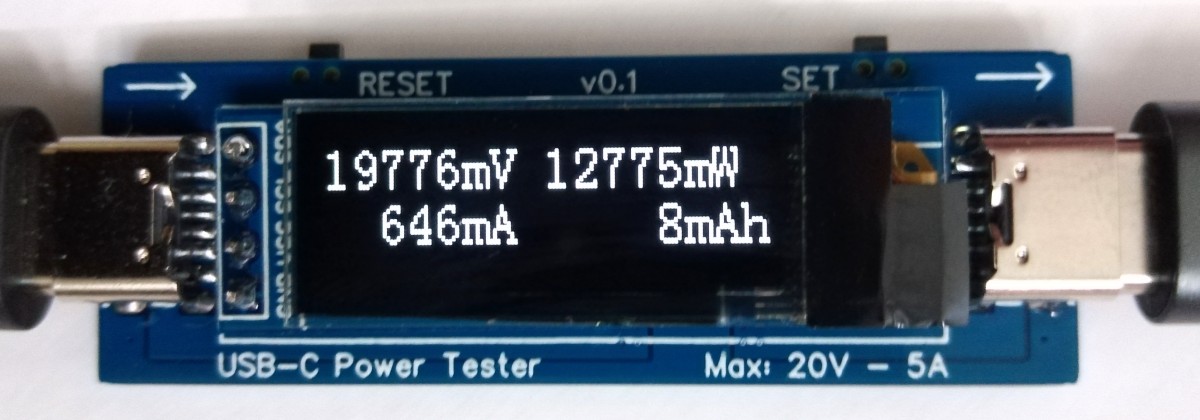 RESET v0.1 SET
19776mV 12775mW
646mA 8mAh
GND VCC SCL SDA
USB-C Power Tester Max: 20V - 5A